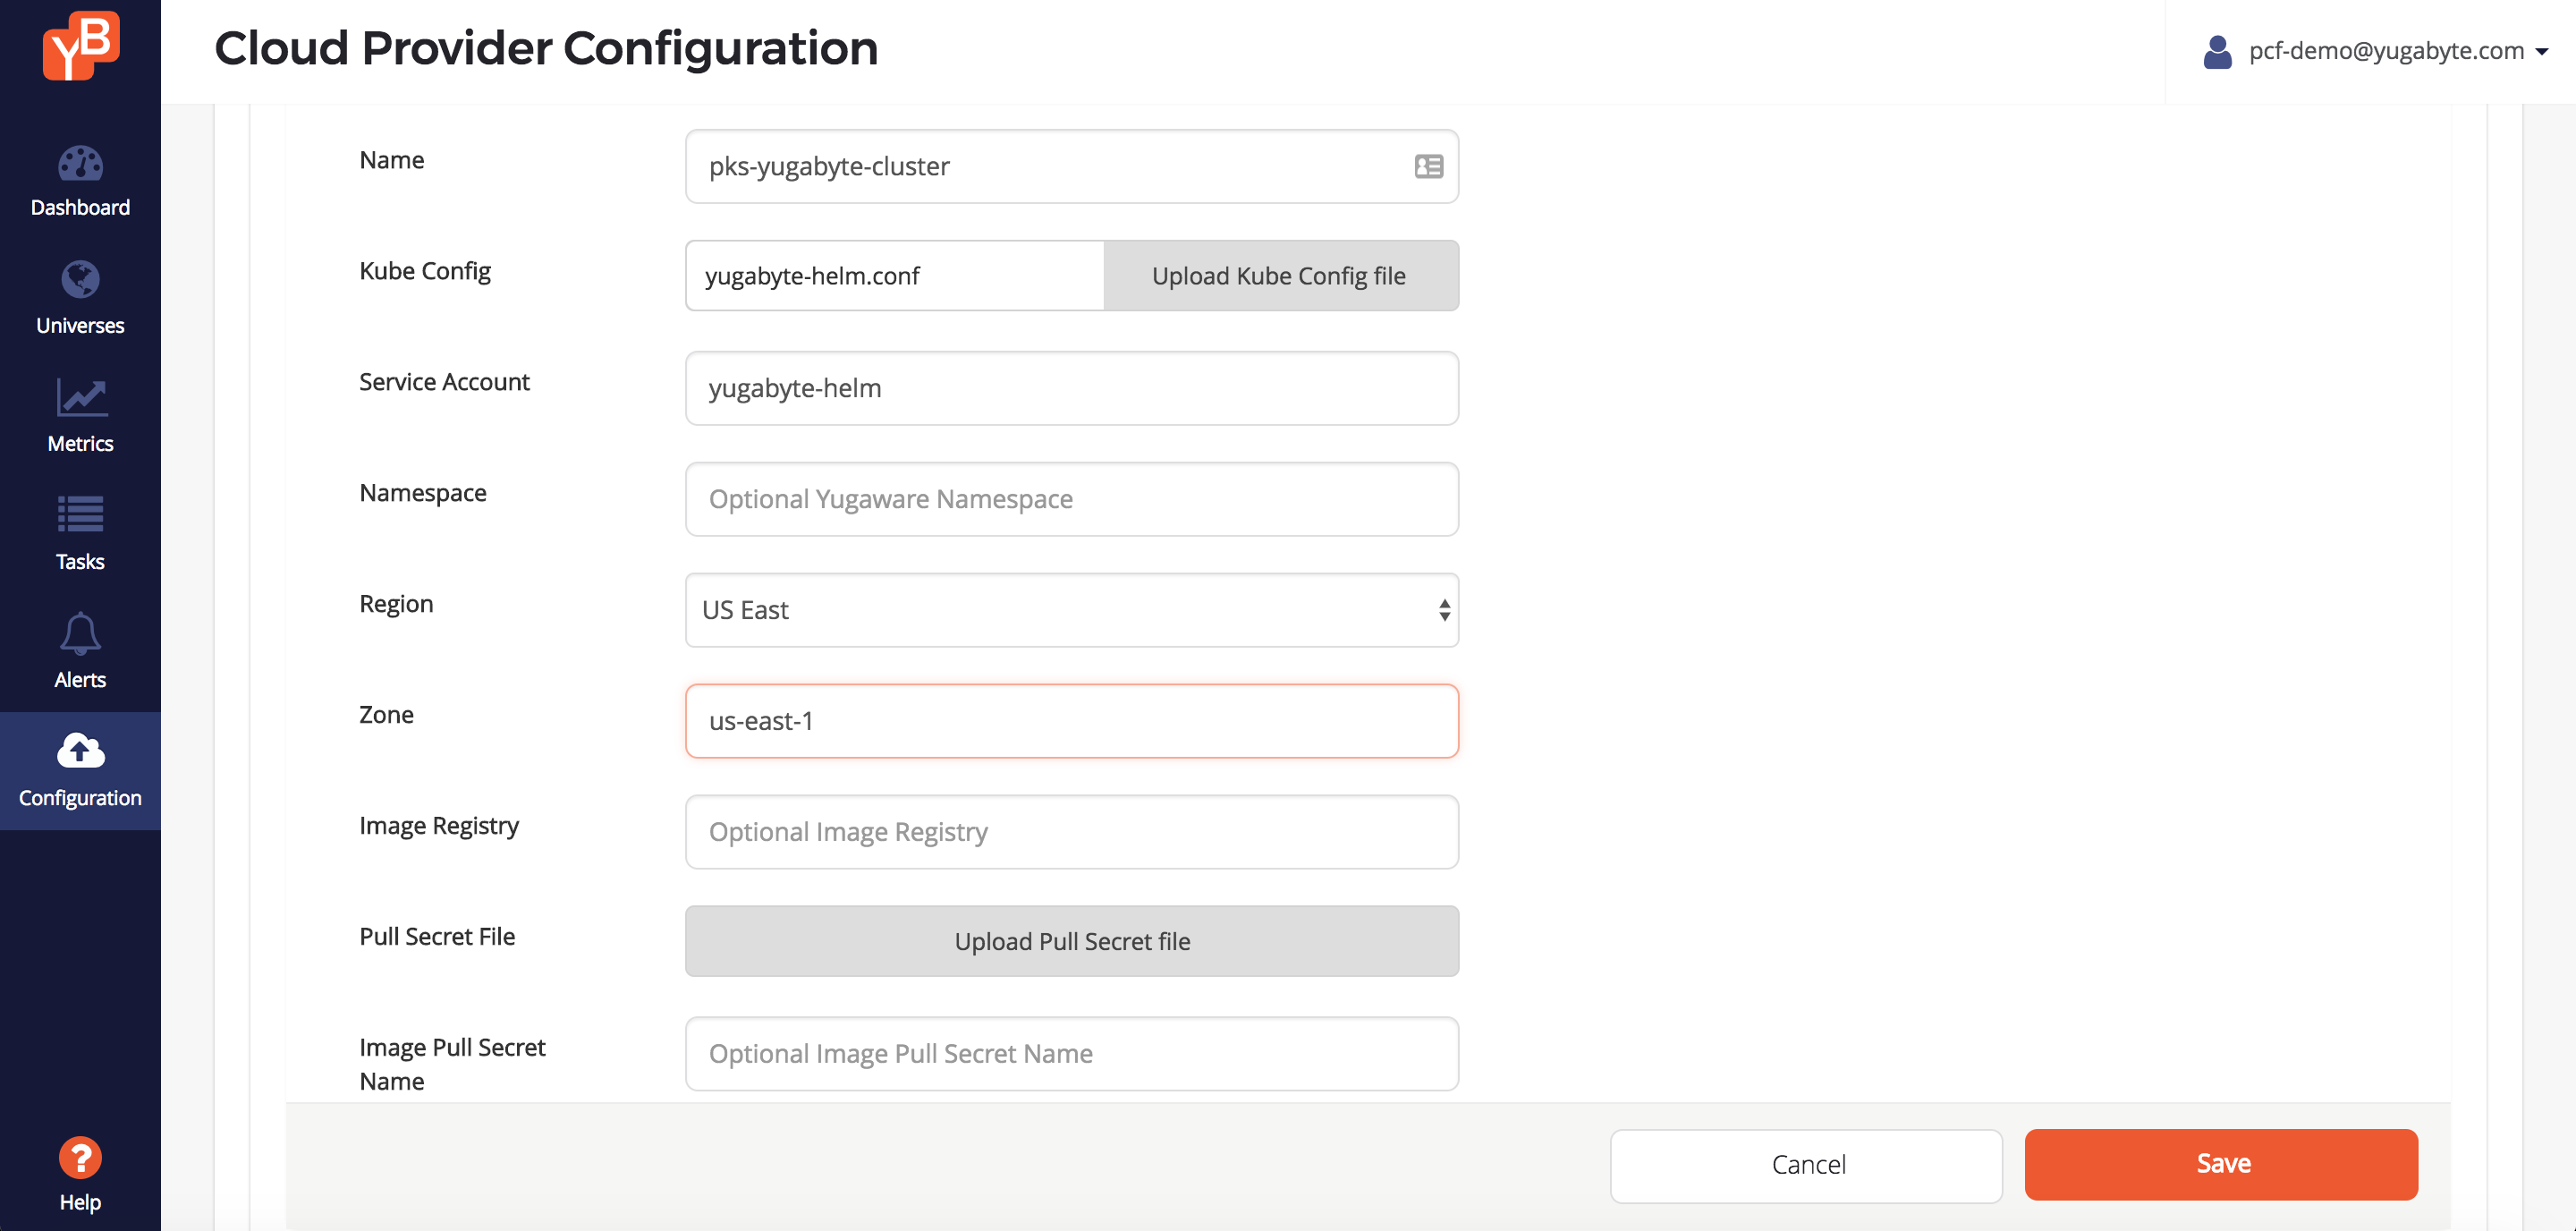 YB
Cloud Provider Configuration
pcf-demo@yugabyte.com
Dashboard
Universes
Metrics
Tasks
Alerts
Configuration
?
Help
Name
pks-yugabyte-cluster
Kube Config
yugabyte-helm.conf
Upload Kube Config file
Service Account
yugabyte-helm
Namespace
Optional Yugaware Namespace
Region
US East
Zone
us-east-1
Image Registry
Optional Image Registry
Pull Secret File
Upload Pull Secret file
Image Pull Secret
Name
Optional Image Pull Secret Name
Cancel
Save